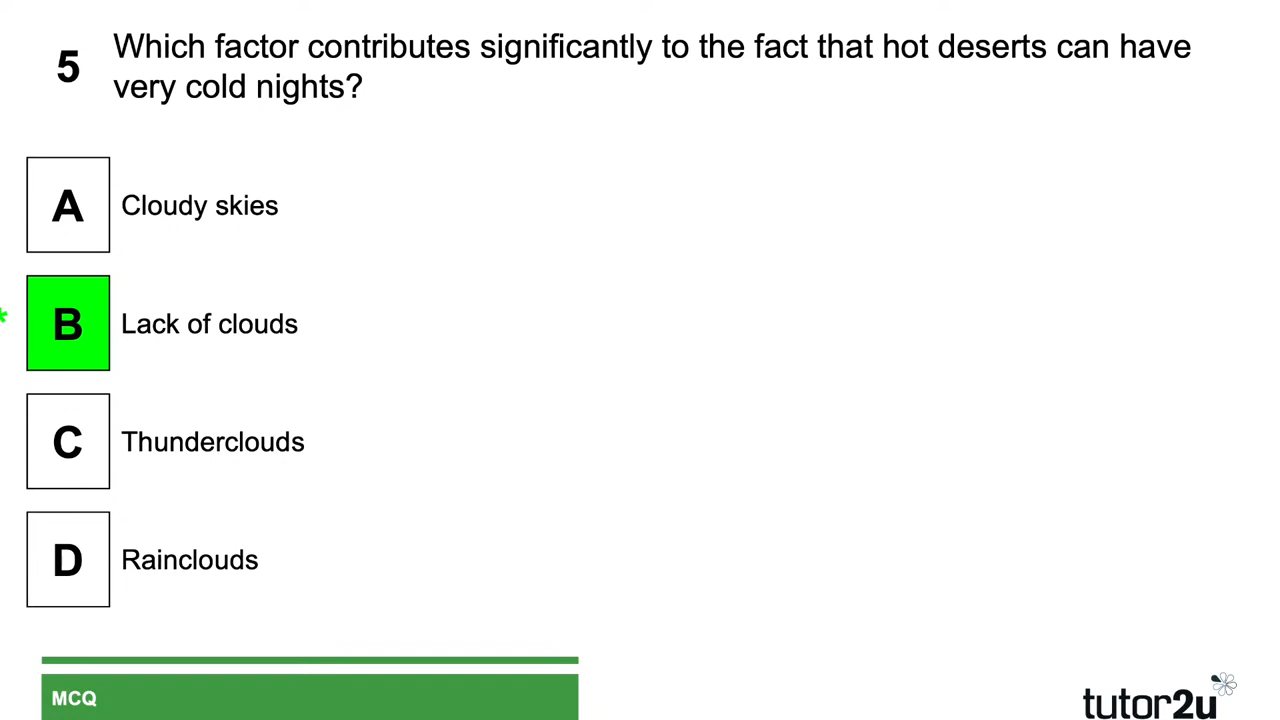 5
Which factor contributes significantly to the fact that hot deserts can have
very cold nights?
A
Cloudy skies
*
B
Lack of clouds
C
Thunderclouds
D
Rainclouds
MCQ
tutor2u